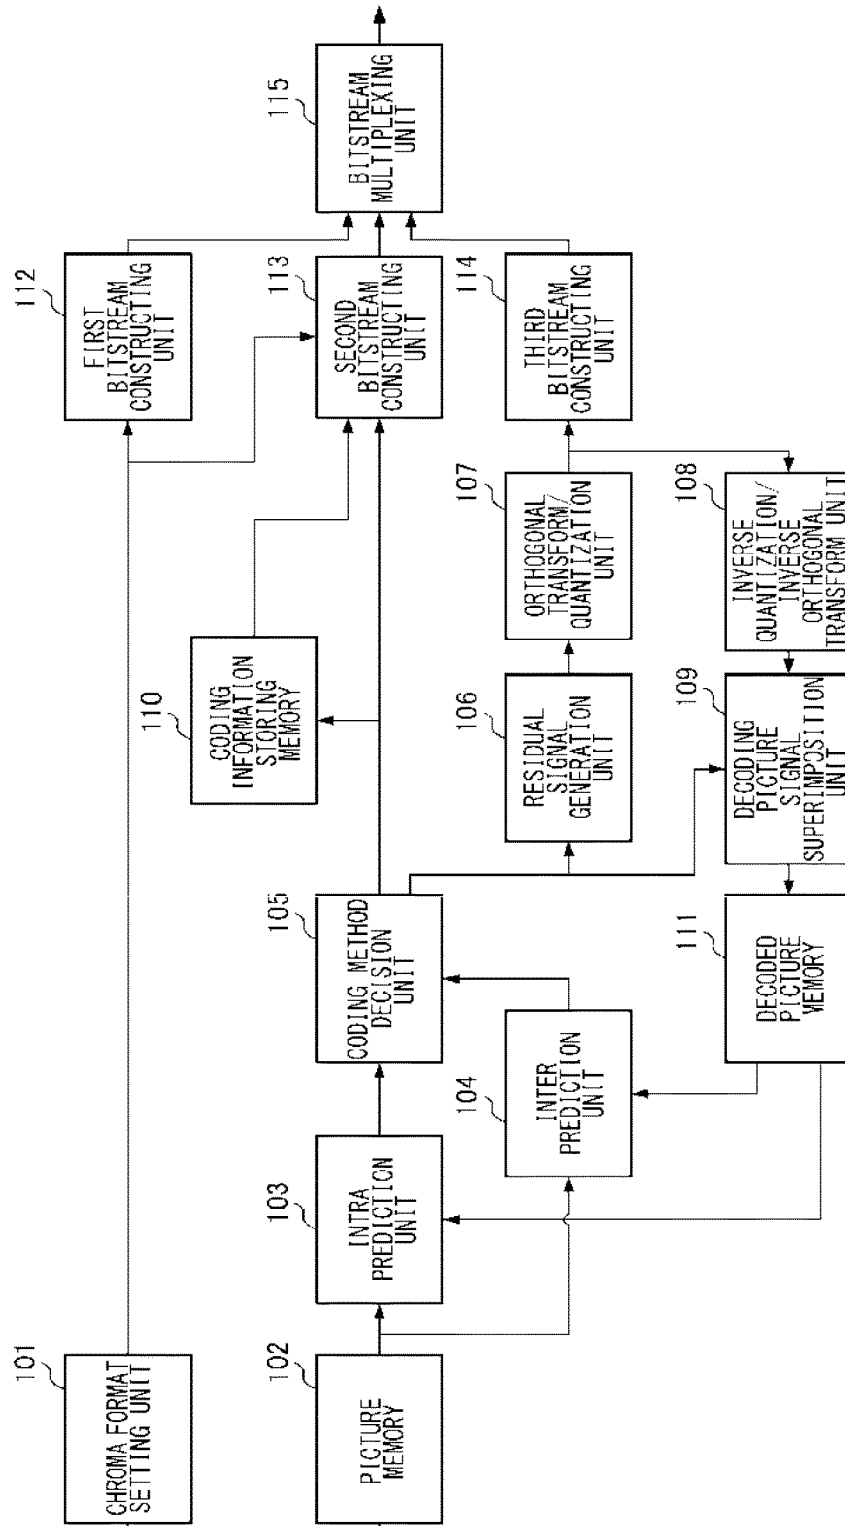 101
CHROMA FORMAT
SETTING UNIT
112
FIRST
BITSTREAM
CONSTRUCTING
UNIT
110
CODING
INFORMATION
STORING
MEMORY
102
PICTURE
MEMORY
103
INTRA
PREDICTION
UNIT
105
CODING METHOD
DECISION
UNIT
113
SECOND
BITSTREAM
CONSTRUCTING
UNIT
115
BITSTREAM
MULTIPLEXING
UNIT
104
INTER
PREDICTION
UNIT
106
RESIDUAL
SIGNAL
GENERATION
UNIT
107
ORTHOGONAL
TRANSFORM/
QUANTIZATION
UNIT
114
THIRD
BITSTREAM
CONSTRUCTING
UNIT
111
DECODED
PICTURE
MEMORY
109
DECODING
PICTURE
SIGNAL
SUPERIMPOSITION
UNIT
108
INVERSE
QUANTIZATION/
INVERSE
ORTHOGONAL
TRANSFORM UNIT